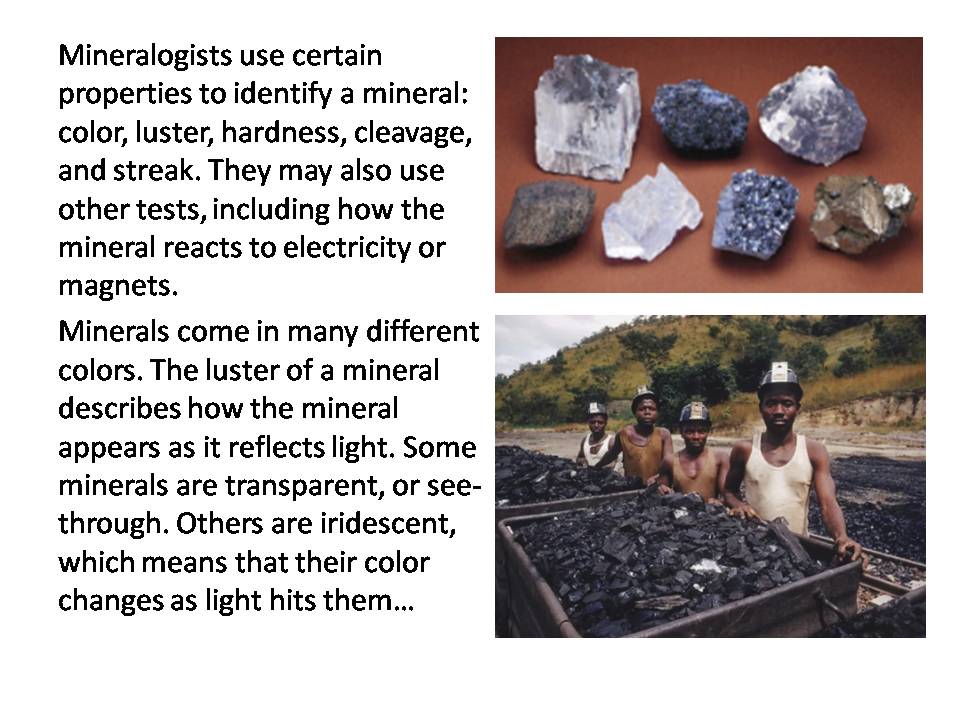 Mineralogists use certain
properties to identify a mineral:
color, luster, hardness, cleavage,
and streak. They may also use
other tests, including how the
mineral reacts to electricity or
magnets.
Minerals come in many different
colors. The luster of a mineral
describes how the mineral
appears as it reflects light. Some
minerals are transparent, or see-
through. Others are iridescent,
which means that their color
changes as light hits them…